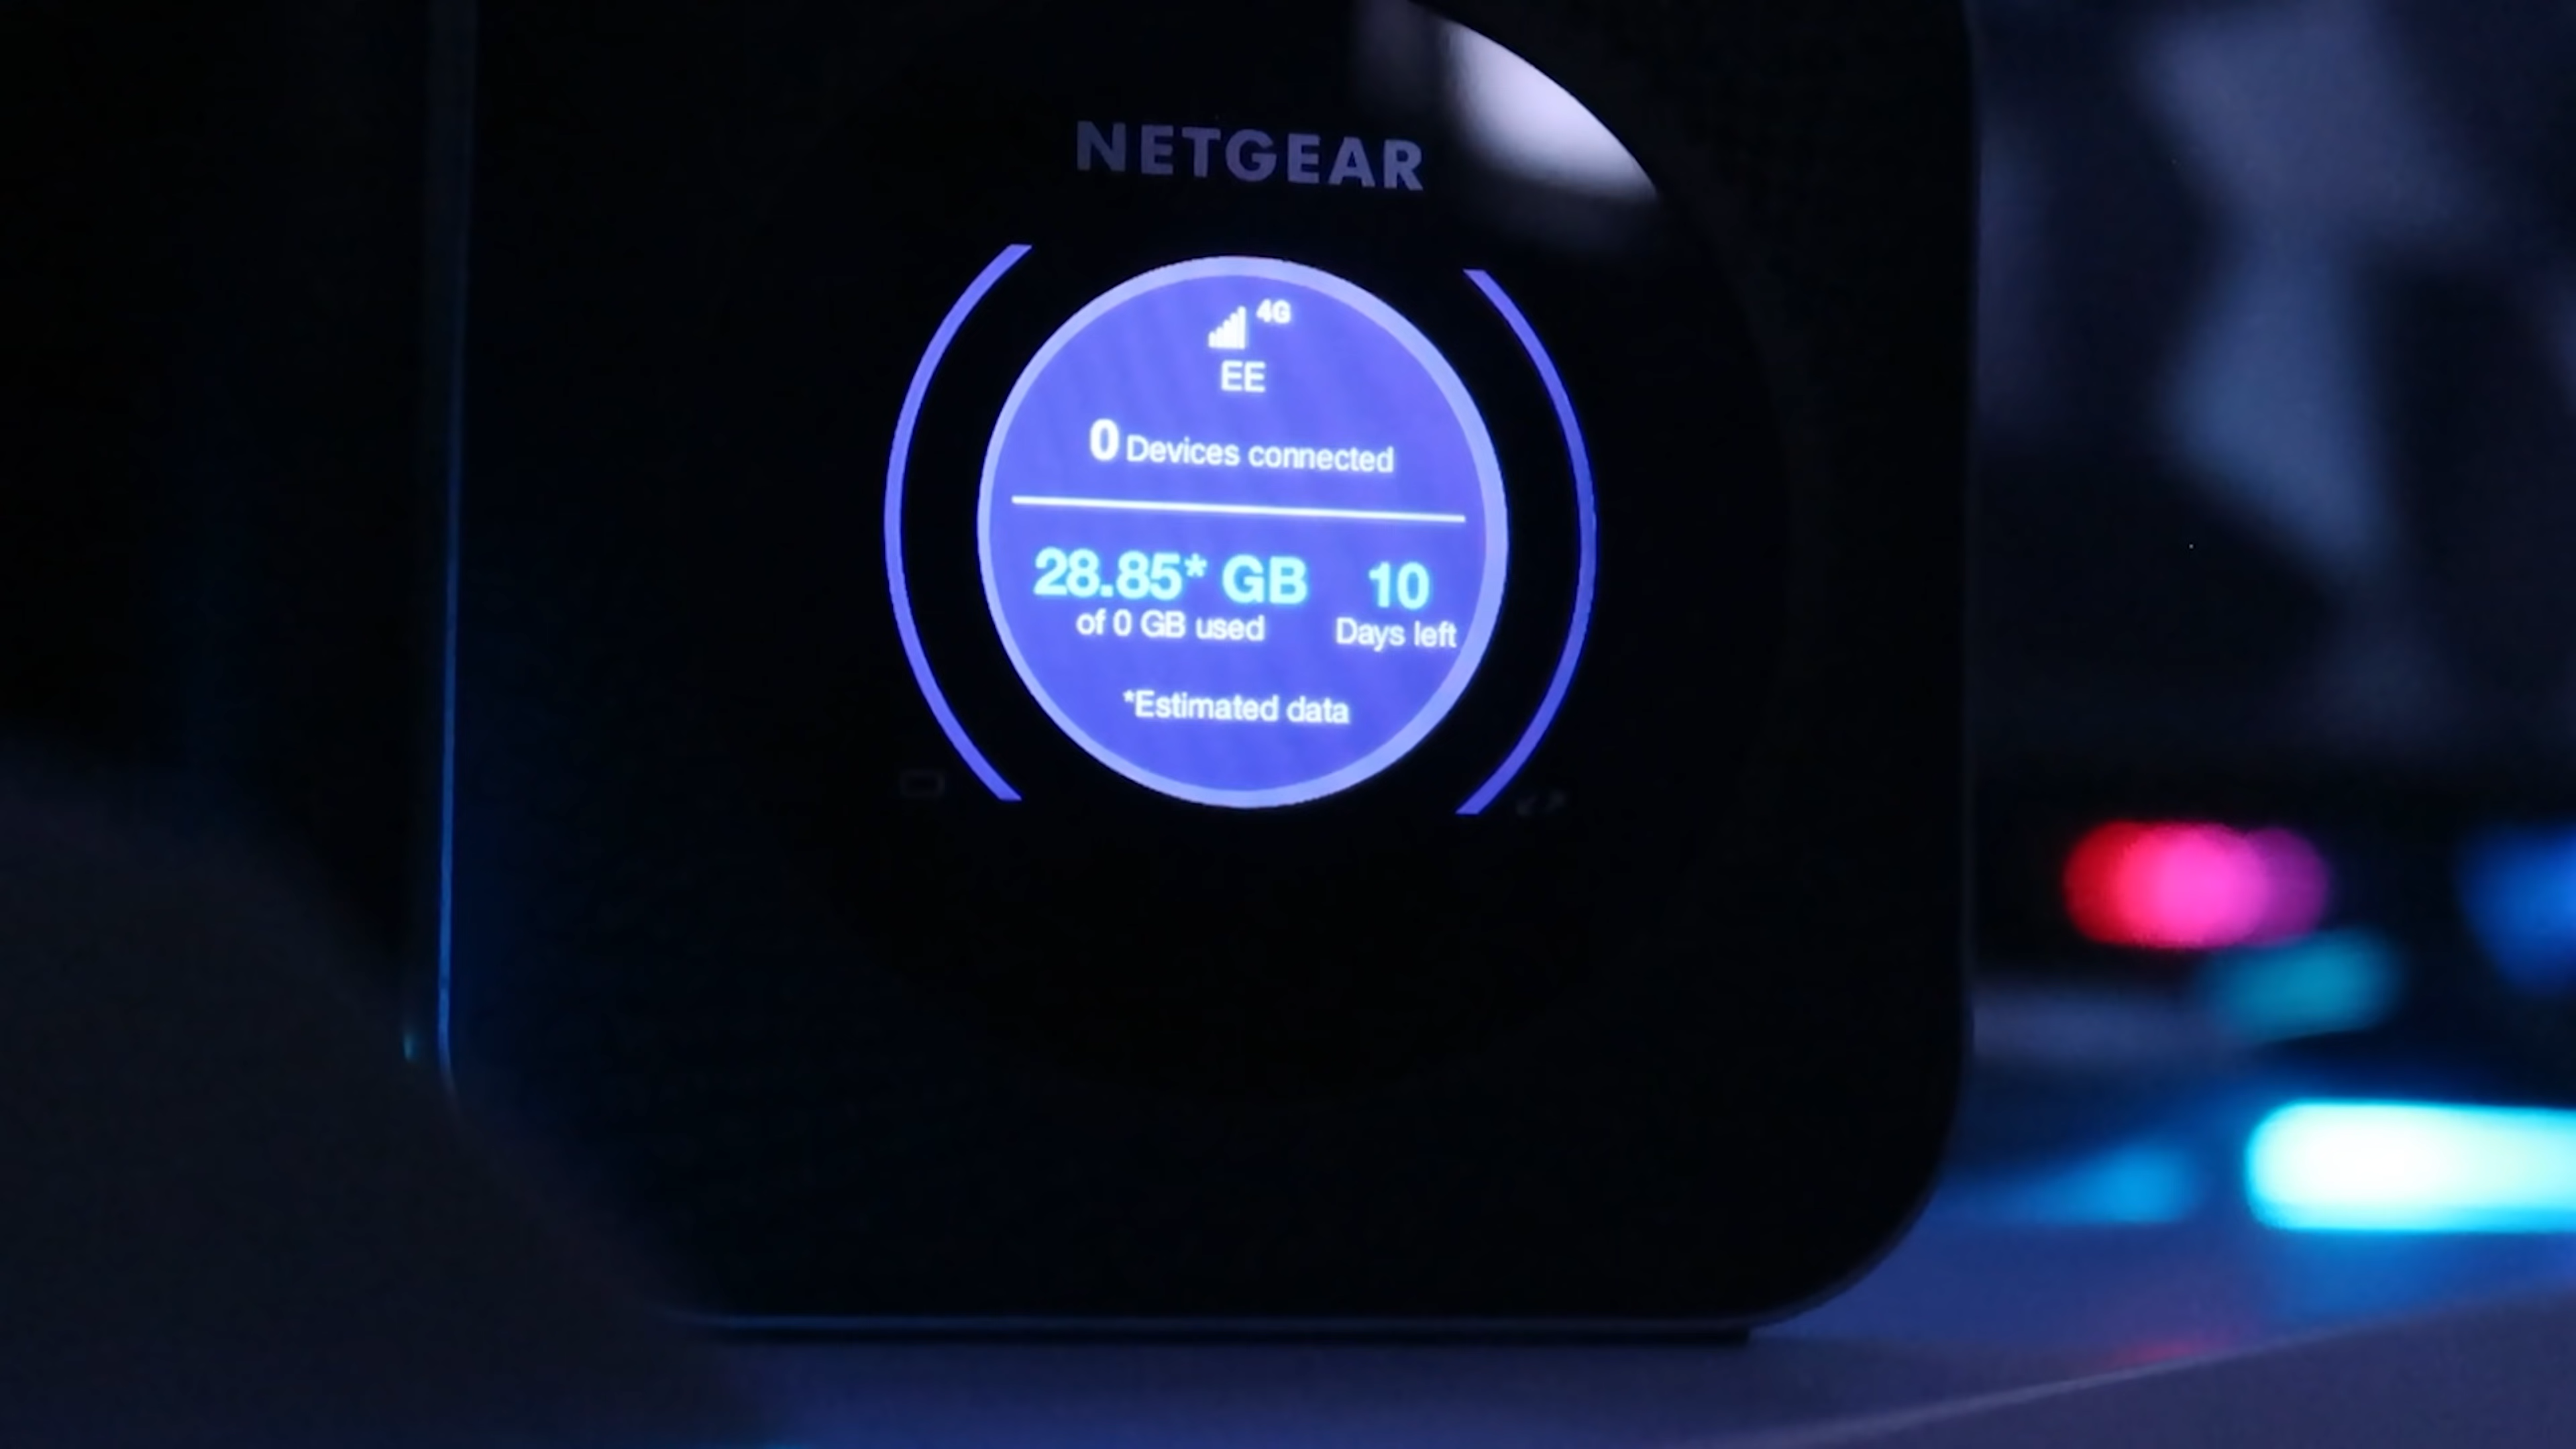 NETGEAR
4G
EE
0 Devices connected
28.85* GB 10
of 0 GB used Days left
*Estimated data